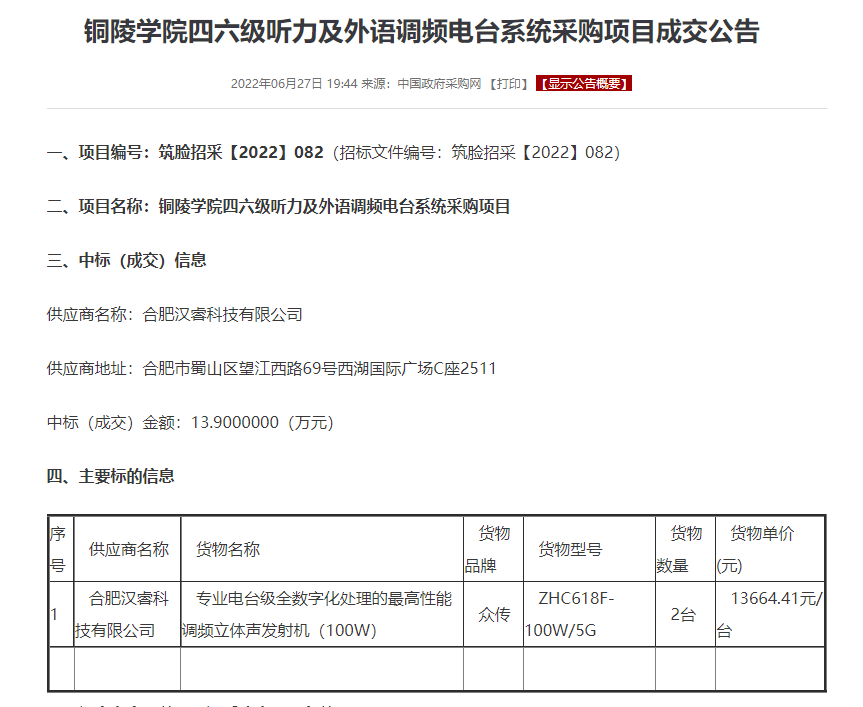 铜陵学院四六级听力及外语调频电台系统采购项目成交公告
2022年06月27日 19:44 来源：中国政府采购网 【打印】 【显示公告概要】
一、项目编号：筑脸招采【2022】082（招标文件编号：筑脸招采【2022】082）
二、项目名称：铜陵学院四六级听力及外语调频电台系统采购项目
三、中标（成交）信息
供应商名称：合肥汉睿科技有限公司
供应商地址：合肥市蜀山区望江西路69号西湖国际广场C座2511
中标（成交）金额：13.9000000（万元）
四、主要标的信息
序号 供应商名称 货物名称 货物品牌 货物型号 货物数量 货物单价(元)
1 合肥汉睿科技有限公司 专业电台级全数字化处理的最高性能调频立体声发射机（100W） 众传 ZHC618F-100W/5G 2台 13664.41元/台